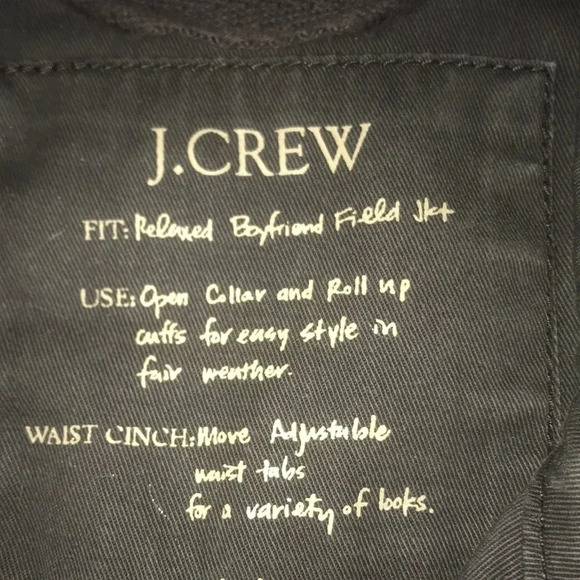 J.CREW
FIT: Relaxed Boyfriend Field Jkt
USE: Open Collar and Roll up
cuffs for easy style in
fair weather.
WAIST CINCH: Move Adjustable
waist tabs
for a variety of looks.